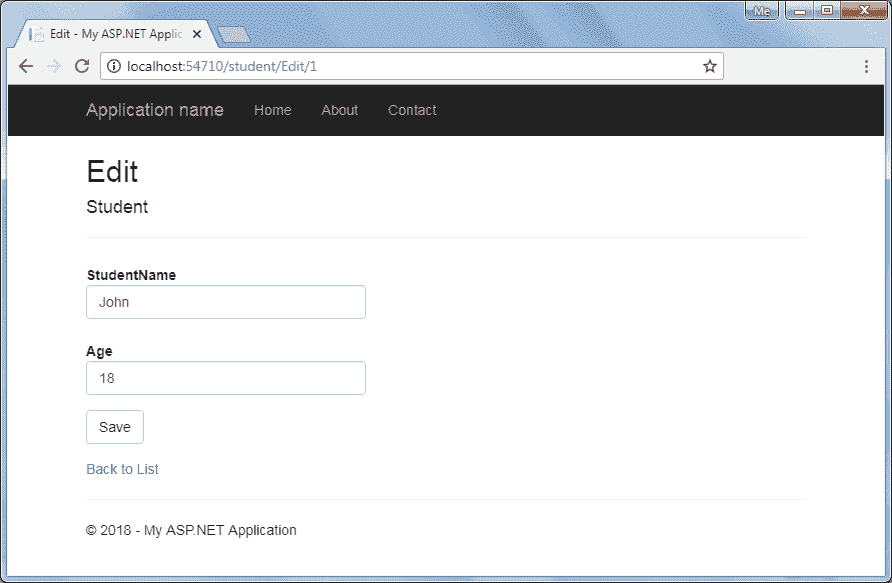 Me
Edit - My ASP.NET Applic
localhost:54710/student/Edit/1
Application name Home About Contact
Edit
Student
StudentName
John
Age
18
Save
Back to List
© 2018 - My ASP.NET Application